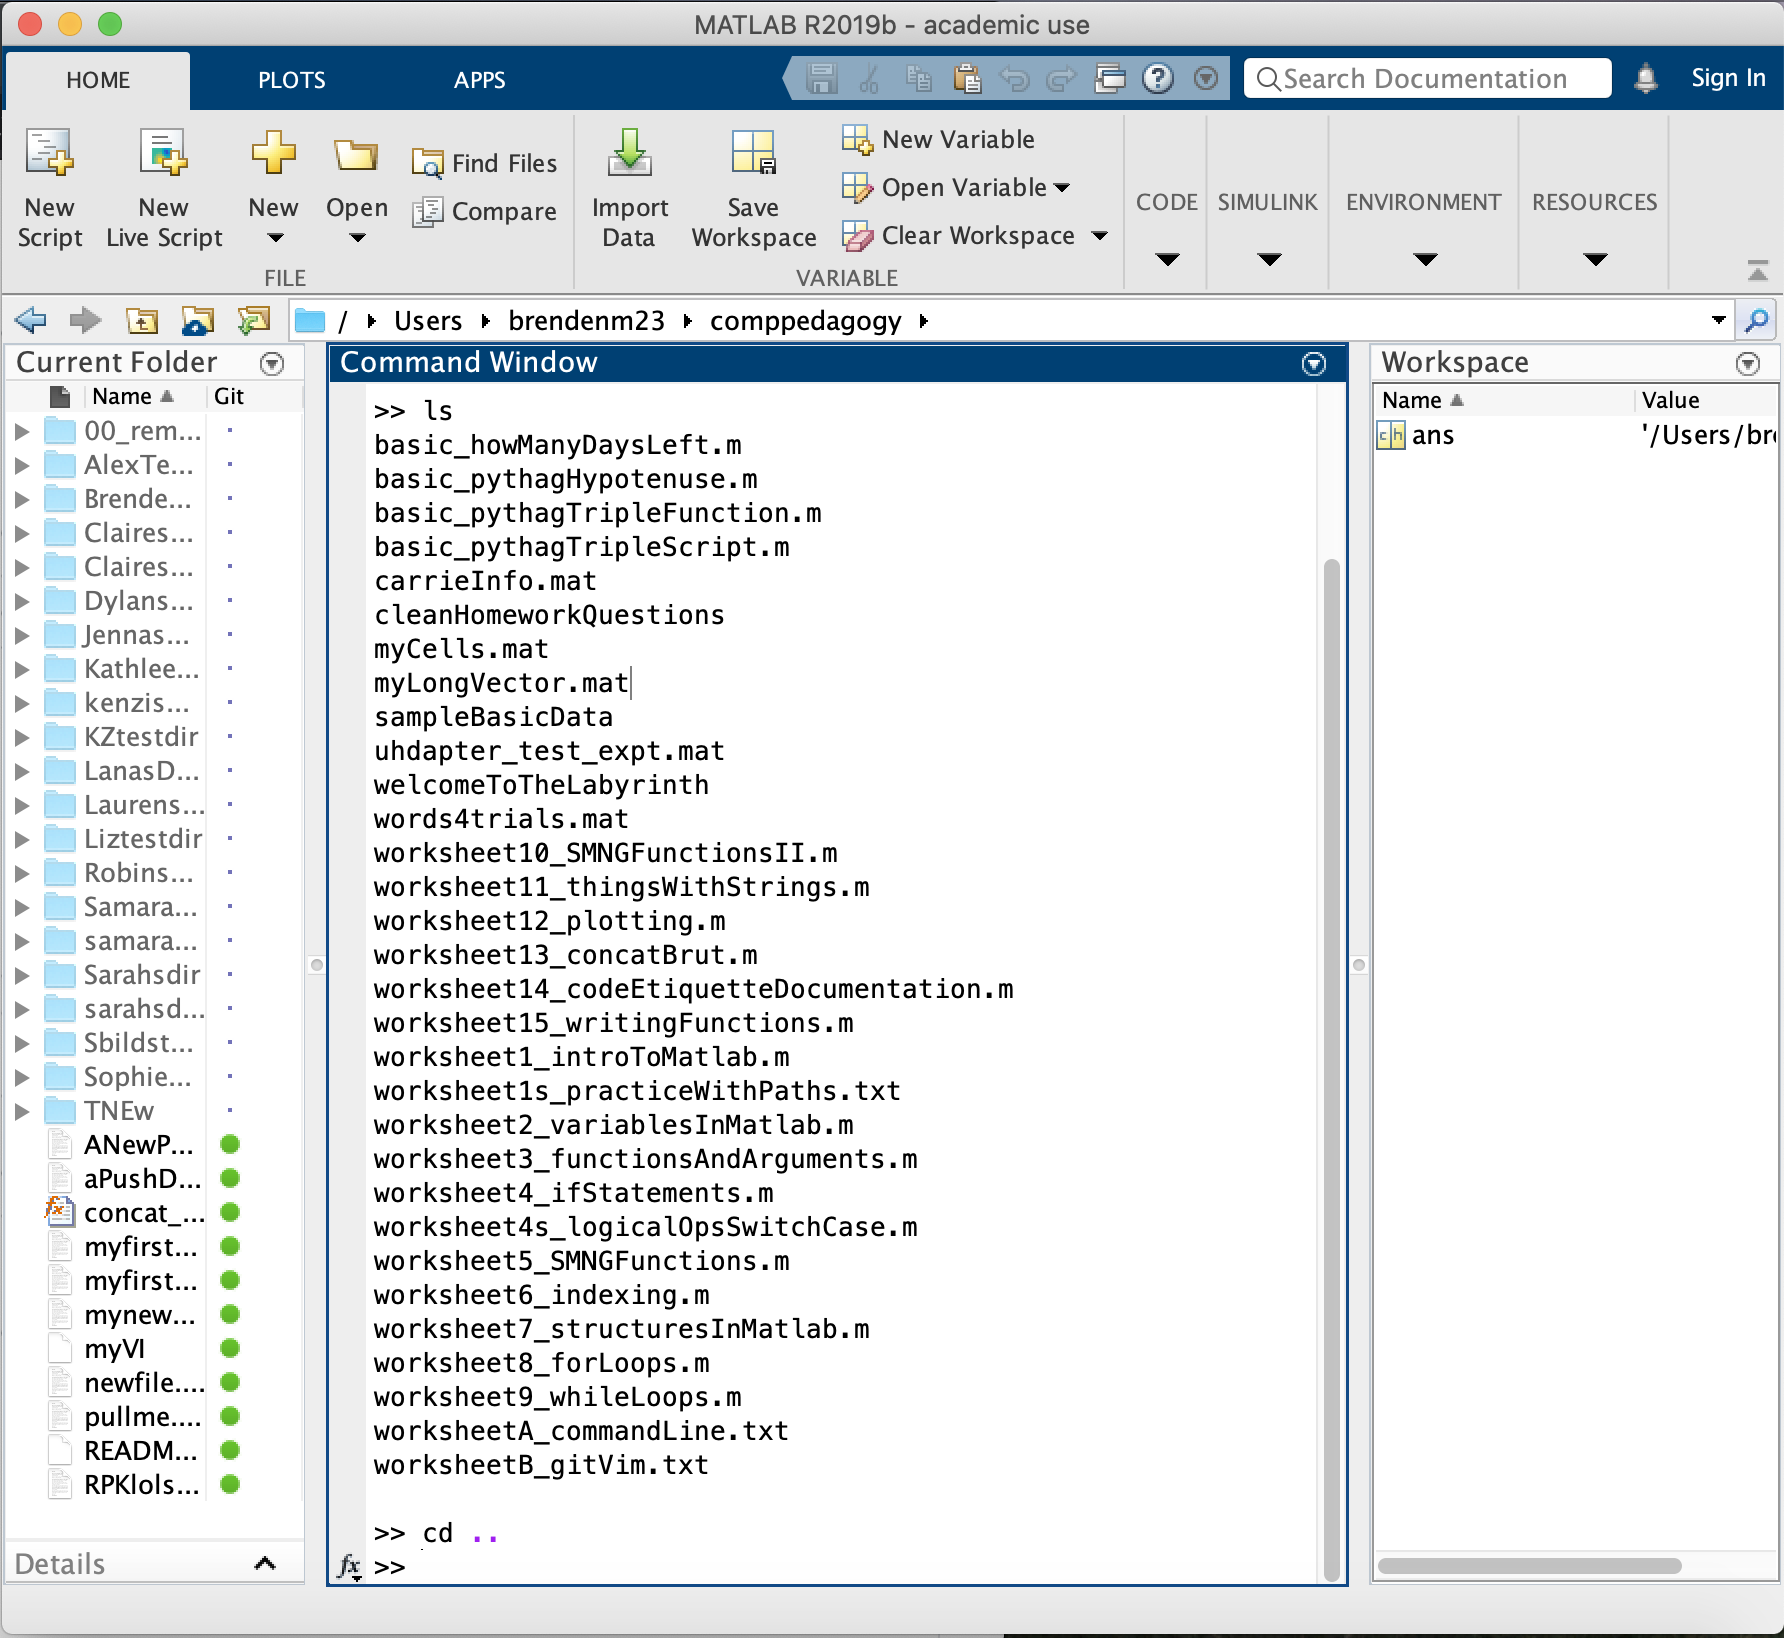 MATLAB R2019b - academic use
HOME PLOTS APPS Search Documentation Sign In
New Script
New Live Script
New
Open
Find Files
Compare
FILE
Import Data
Save Workspace
New Variable
Open Variable
Clear Workspace
VARIABLE
CODE
SIMULINK
ENVIRONMENT
RESOURCES
/ Users brendenm23 comppedagogy
Current Folder
Name Git
00_rem...
AlexTe...
Brende...
Claires...
Claires...
Dylans...
Jennas...
Kathlee...
kenzis...
KZtestdir
LanasD...
Laurens...
Liztestdir
Robins...
Samara...
samara...
Sarahsdir
sarahsd...
Sbildst...
Sophie...
TNEw
ANewP...
aPushD...
concat_...
myfirst...
myfirst...
mynew...
myVI
newfile....
pullme....
READM...
RPKlols...
Details
Command Window
>> ls
basic_howManyDaysLeft.m
basic_pythagHypotenuse.m
basic_pythagTripleFunction.m
basic_pythagTripleScript.m
carrieInfo.mat
cleanHomeworkQuestions
myCells.mat
myLongVector.mat
sampleBasicData
uhdapter_test_expt.mat
welcomeToTheLabyrinth
words4trials.mat
worksheet10_SMNGFunctionsII.m
worksheet11_thingsWithStrings.m
worksheet12_plotting.m
worksheet13_concatBrut.m
worksheet14_codeEtiquetteDocumentation.m
worksheet15_writingFunctions.m
worksheet1_introToMatlab.m
worksheet1s_practiceWithPaths.txt
worksheet2_variablesInMatlab.m
worksheet3_functionsAndArguments.m
worksheet4_ifStatements.m
worksheet4s_logicalOpsSwitchCase.m
worksheet5_SMNGFunctions.m
worksheet6_indexing.m
worksheet7_structuresInMatlab.m
worksheet8_forLoops.m
worksheet9_whileLoops.m
worksheetA_commandLine.txt
worksheetB_gitVim.txt
>> cd ..
fx >>
Workspace
Name Value
ch ans '/Users/bre